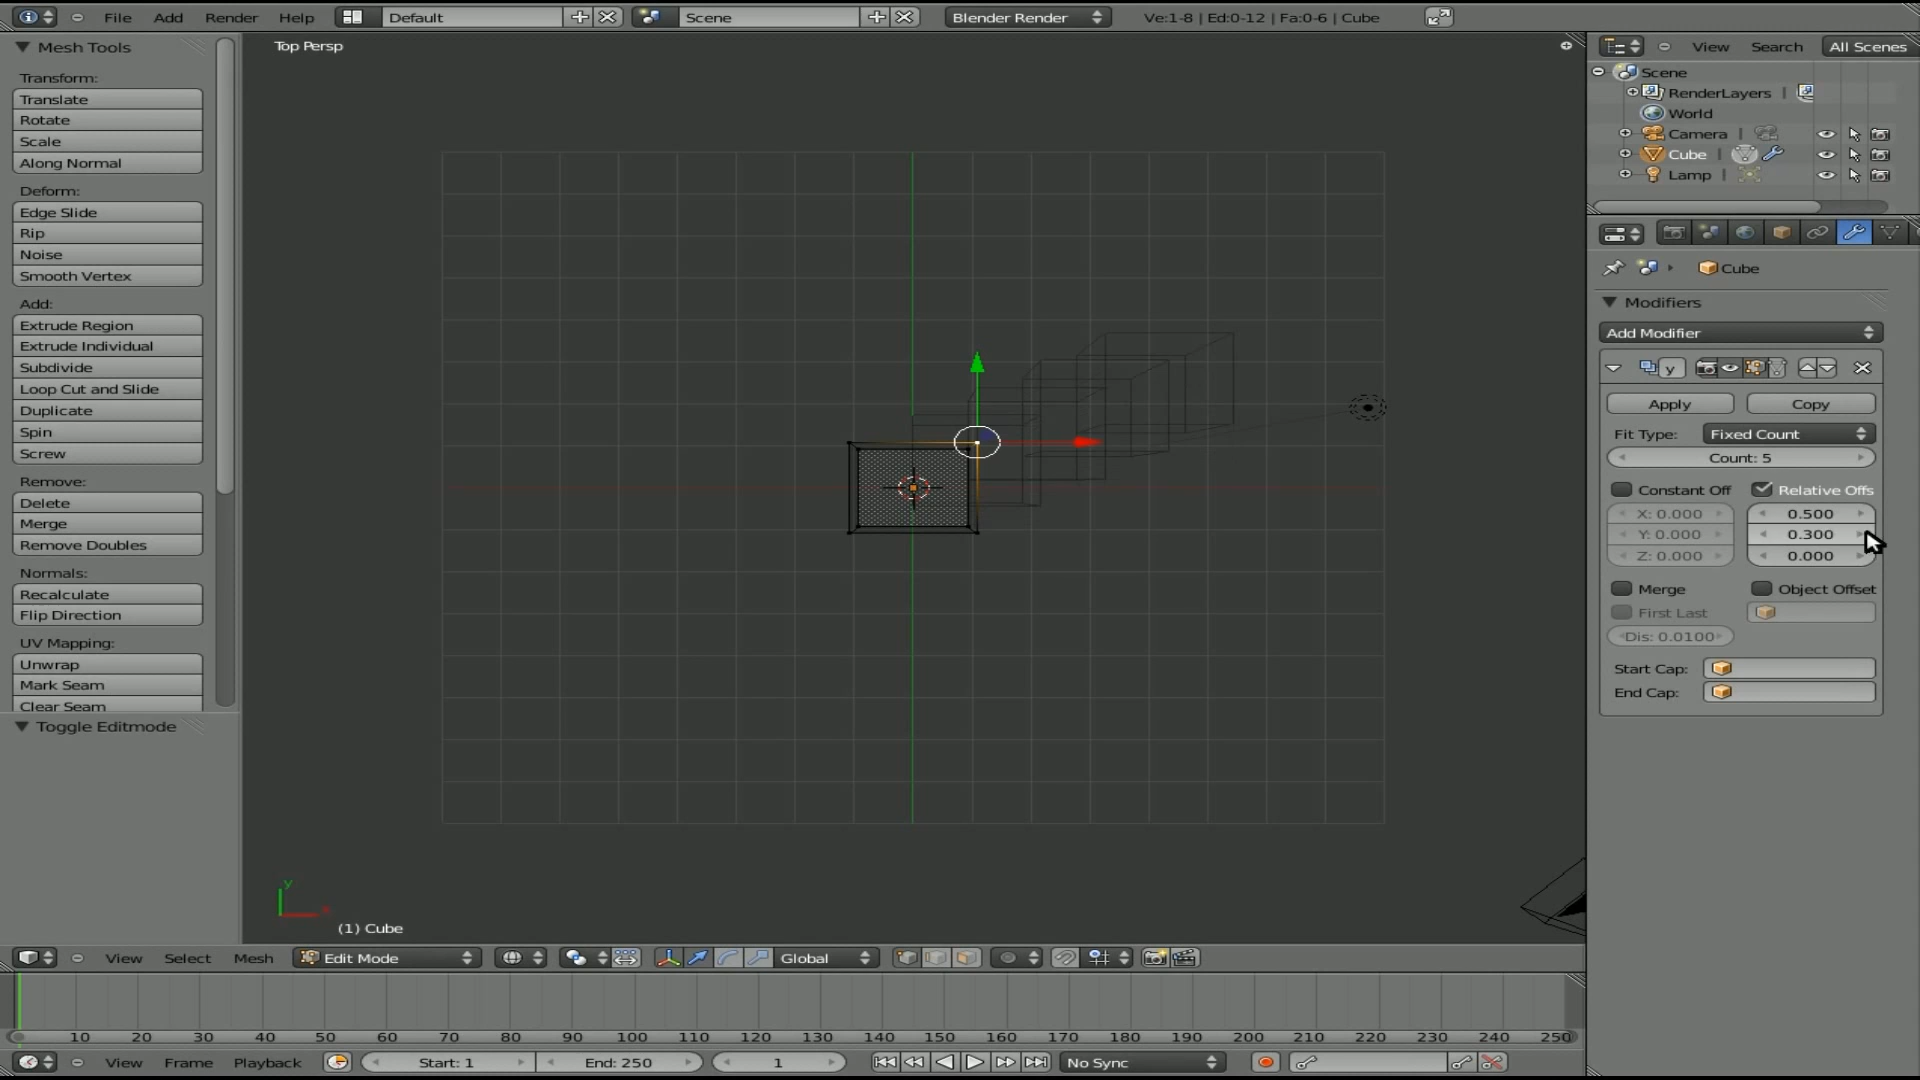 File Add Render Help Default Scene Blender Render Ve:1-8 | Ed:0-12 | Fa:0-6 | Cube
Mesh Tools
Transform:
Translate
Rotate
Scale
Along Normal
Deform:
Edge Slide
Rip
Noise
Smooth Vertex
Add:
Extrude Region
Extrude Individual
Subdivide
Loop Cut and Slide
Duplicate
Spin
Screw
Remove:
Delete
Merge
Remove Doubles
Normals:
Recalculate
Flip Direction
UV Mapping:
Unwrap
Mark Seam
Clear Seam
Toggle Editmode
Top Persp
y
x
(1) Cube
View Search All Scenes
Scene
RenderLayers |
World
Camera |
Cube |
Lamp |
Cube
Modifiers
Add Modifier
y
Apply Copy
Fit Type: Fixed Count
Count: 5
Constant Off Relative Offs
X: 0.000 0.500
Y: 0.000 0.300
Z: 0.000 0.000
Merge Object Offset
First Last
Dis: 0.0100
Start Cap:
End Cap:
View Select Mesh Edit Mode Global
10 20 30 40 50 60 70 80 90 100 110 120 130 140 150 160 170 180 190 200 210 220 230 240 250
View Frame Playback Start: 1 End: 250 1 No Sync